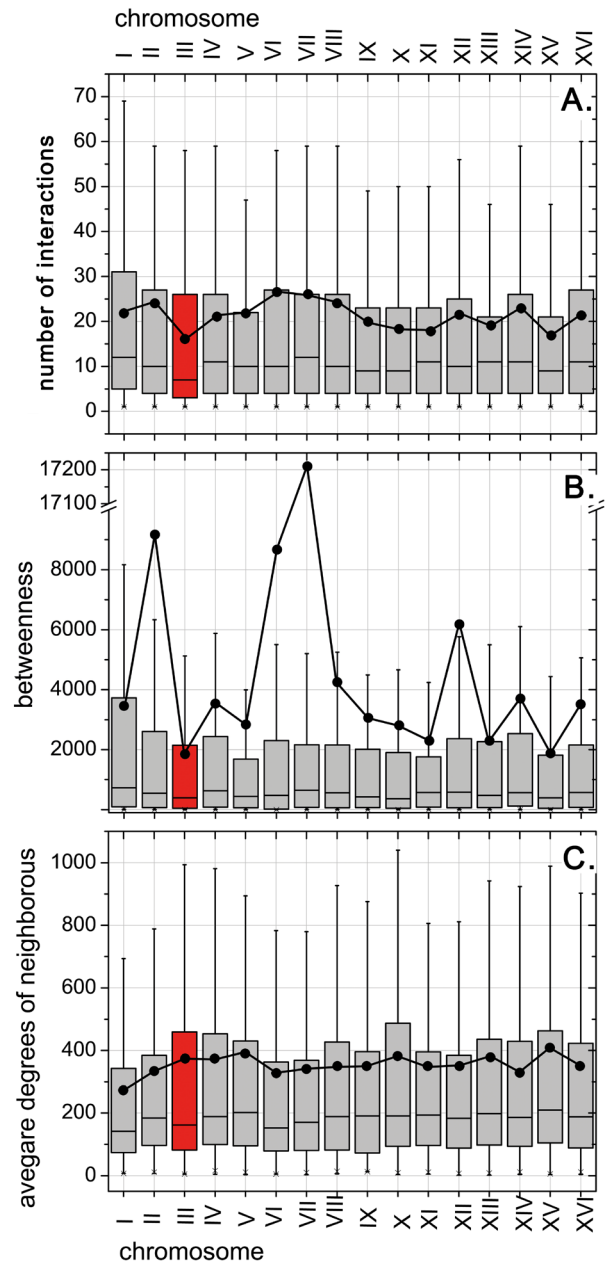 chromosome
I II III IV V VI VII VIII IX X XI XII XIII XIV XV XVI
A.
70
60
50
40
30
20
10
0
number of interactions
B.
17200
17100
8000
6000
4000
2000
betweenness
C.
1000
800
600
400
200
0
avegare degrees of neighborous
I II III IV V VI VII VIII IX X XI XII XIII XIV XV XVI
chromosome